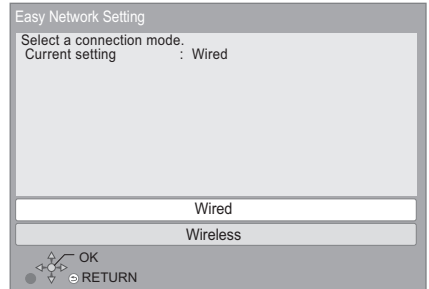 Easy Network Setting
Select a connection mode.
Current setting : Wired
Wired
Wireless
OK
RETURN